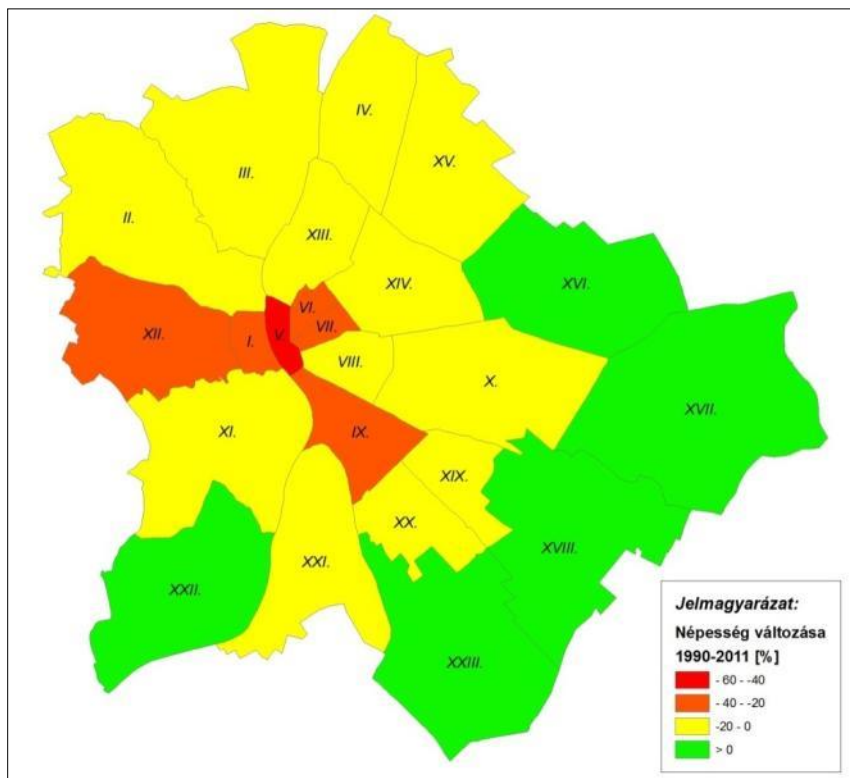 IV.
XV.
III.
II.
XIII.
XIV.
XVI.
VI.
XII.
I.
V.
VII.
VIII.
X.
XVII.
XI.
IX.
XIX.
XX.
XVIII.
XXI.
XXII.
XXIII.
Jelmagyarázat:
Népesség változása
1990-2011 [%]
- 60 - -40
- 40 - -20
-20 - 0
> 0